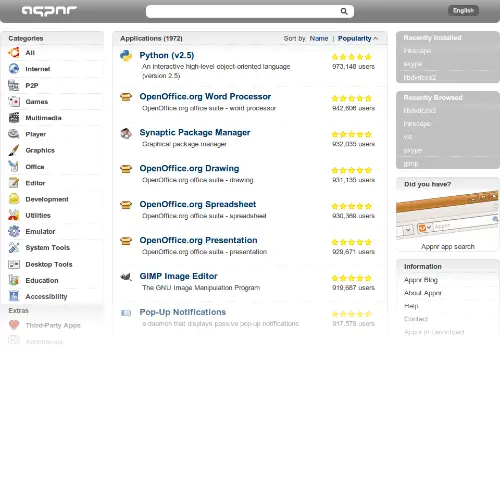 appnr
English
Categories
All
Internet
P2P
Games
Multimedia
Player
Graphics
Office
Editor
Development
Utilities
Emulator
System Tools
Desktop Tools
Education
Accessibility
Extras
Third-Party Apps
Applications (1972)
Sort by Name | Popularity
Python (v2.5)
An interactive high-level object-oriented language
(version 2.5)
973,148 users
OpenOffice.org Word Processor
OpenOffice.org office suite - word processor
942,606 users
Synaptic Package Manager
Graphical package manager
932,035 users
OpenOffice.org Drawing
OpenOffice.org office suite - drawing
931,135 users
OpenOffice.org Spreadsheet
OpenOffice.org office suite - spreadsheet
930,369 users
OpenOffice.org Presentation
OpenOffice.org office suite - presentation
929,671 users
GIMP Image Editor
The GNU Image Manipulation Program
919,687 users
Pop-Up Notifications
a daemon that displays passive pop-up notifications
917,379 users
Recently Installed
inkscape
skype
libdvdcss2
Recently Browsed
libdvdcss2
inkscape
vlc
skype
gimp
Did you have?
Appnr app search
Information
Appnr Blog
About Appnr
Help
Contact
Appnr in Launchpad